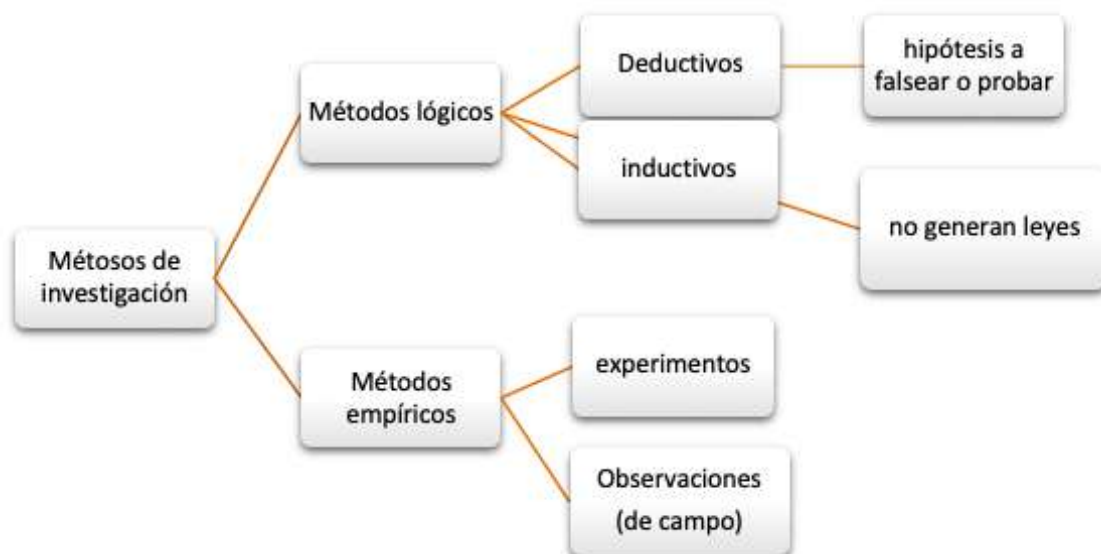 Métosos de
investigación
Métodos lógicos
Deductivos
hipótesis a
falsear o probar
inductivos
no generan leyes
Métodos
empíricos
experimentos
Observaciones
(de campo)